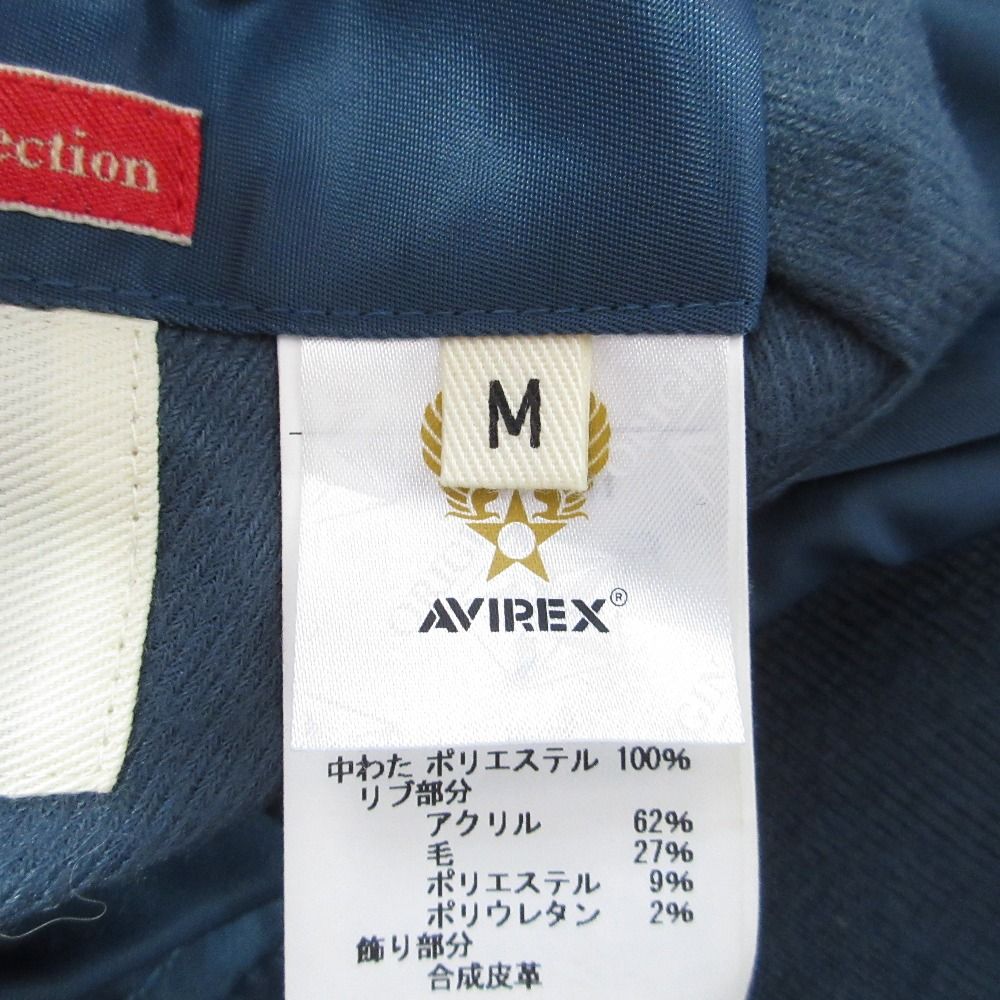 ection
M
AVIREX®
中わた ポリエステル 100%
リブ部分
アクリル 62%
毛 27%
ポリエステル 9%
ポリウレタン 2%
飾り部分
合成皮革